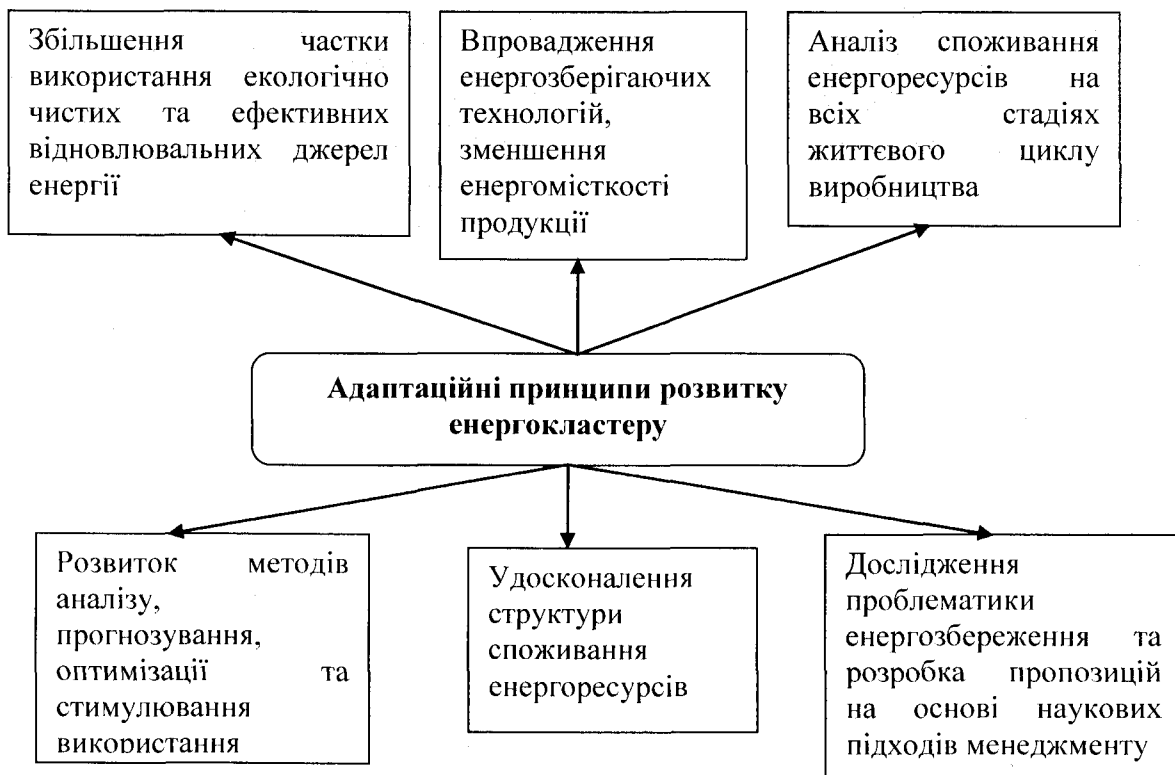 Збільшення частки
використання екологічно
чистих та ефективних
відновлювальних джерел
енергії
Впровадження
енергозберігаючих
технологій,
зменшення
енергомісткості
продукції
Аналіз споживання
енергоресурсів на
всіх стадіях
життєвого циклу
виробництва
Адаптаційні принципи розвитку
енергокластеру
Розвиток методів
аналізу,
прогнозування,
оптимізації та
стимулювання
використання
Удосконалення
структури
споживання
енергоресурсів
Дослідження
проблематики
енергозбереження та
розробка пропозицій
на основі наукових
підходів менеджменту